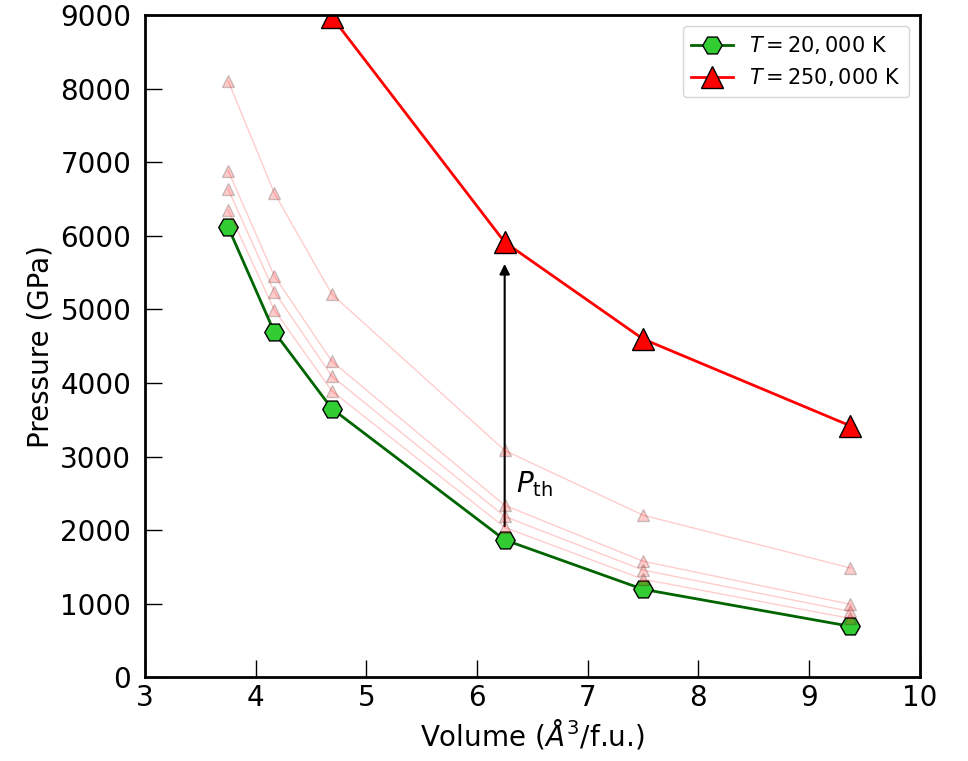 9000
8000
7000
6000
5000
4000
3000
2000
1000
0
Pressure (GPa)
T = 20,000 K
T = 250,000 K
P_th
3 4 5 6 7 8 9 10
Volume (Å³/f.u.)